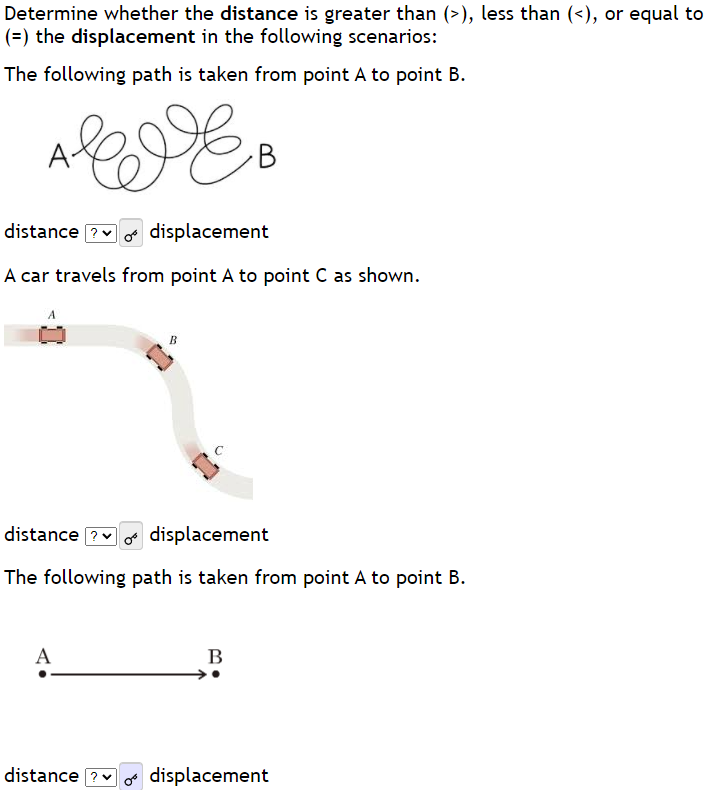 Determine whether the distance is greater than (>), less than (<), or equal to
(=) the displacement in the following scenarios:
The following path is taken from point A to point B.
A B
distance ? displacement
A car travels from point A to point C as shown.
A
B
C
distance ? displacement
The following path is taken from point A to point B.
A B
distance ? displacement